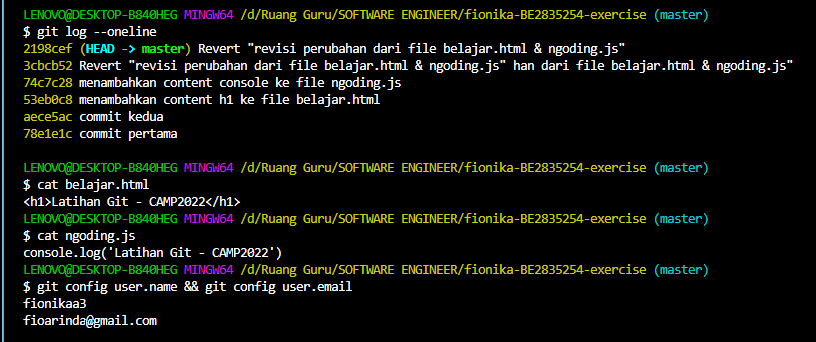 LENOVO@DESKTOP-B840HEG MINGW64 /d/Ruang Guru/SOFTWARE ENGINEER/fionika-BE2835254-exercise (master)
$ git log --oneline
2198cef (HEAD -> master) Revert "revisi perubahan dari file belajar.html & ngoding.js"
3cbcb52 Revert "revisi perubahan dari file belajar.html & ngoding.js" han dari file belajar.html & ngoding.js"
74c7c28 menambahkan content console ke file ngoding.js
53eb0c8 menambahkan content h1 ke file belajar.html
aece5ac commit kedua
78e1e1c commit pertama
LENOVO@DESKTOP-B840HEG MINGW64 /d/Ruang Guru/SOFTWARE ENGINEER/fionika-BE2835254-exercise (master)
$ cat belajar.html
<h1>Latihan Git - CAMP2022</h1>
LENOVO@DESKTOP-B840HEG MINGW64 /d/Ruang Guru/SOFTWARE ENGINEER/fionika-BE2835254-exercise (master)
$ cat ngoding.js
console.log('Latihan Git - CAMP2022')
LENOVO@DESKTOP-B840HEG MINGW64 /d/Ruang Guru/SOFTWARE ENGINEER/fionika-BE2835254-exercise (master)
$ git config user.name && git config user.email
fionikaa3
fioarinda@gmail.com